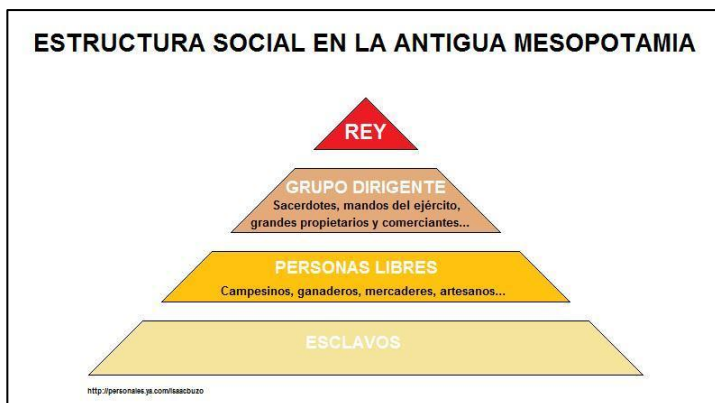 ESTRUCTURA SOCIAL EN LA ANTIGUA MESOPOTAMIA
REY
GRUPO DIRIGENTE
Sacerdotes, mandos del ejército,
grandes propietarios y comerciantes...
PERSONAS LIBRES
Campesinos, ganaderos, mercaderes, artesanos...
ESCLAVOS
http://personales.ya.com/isaacbuzo